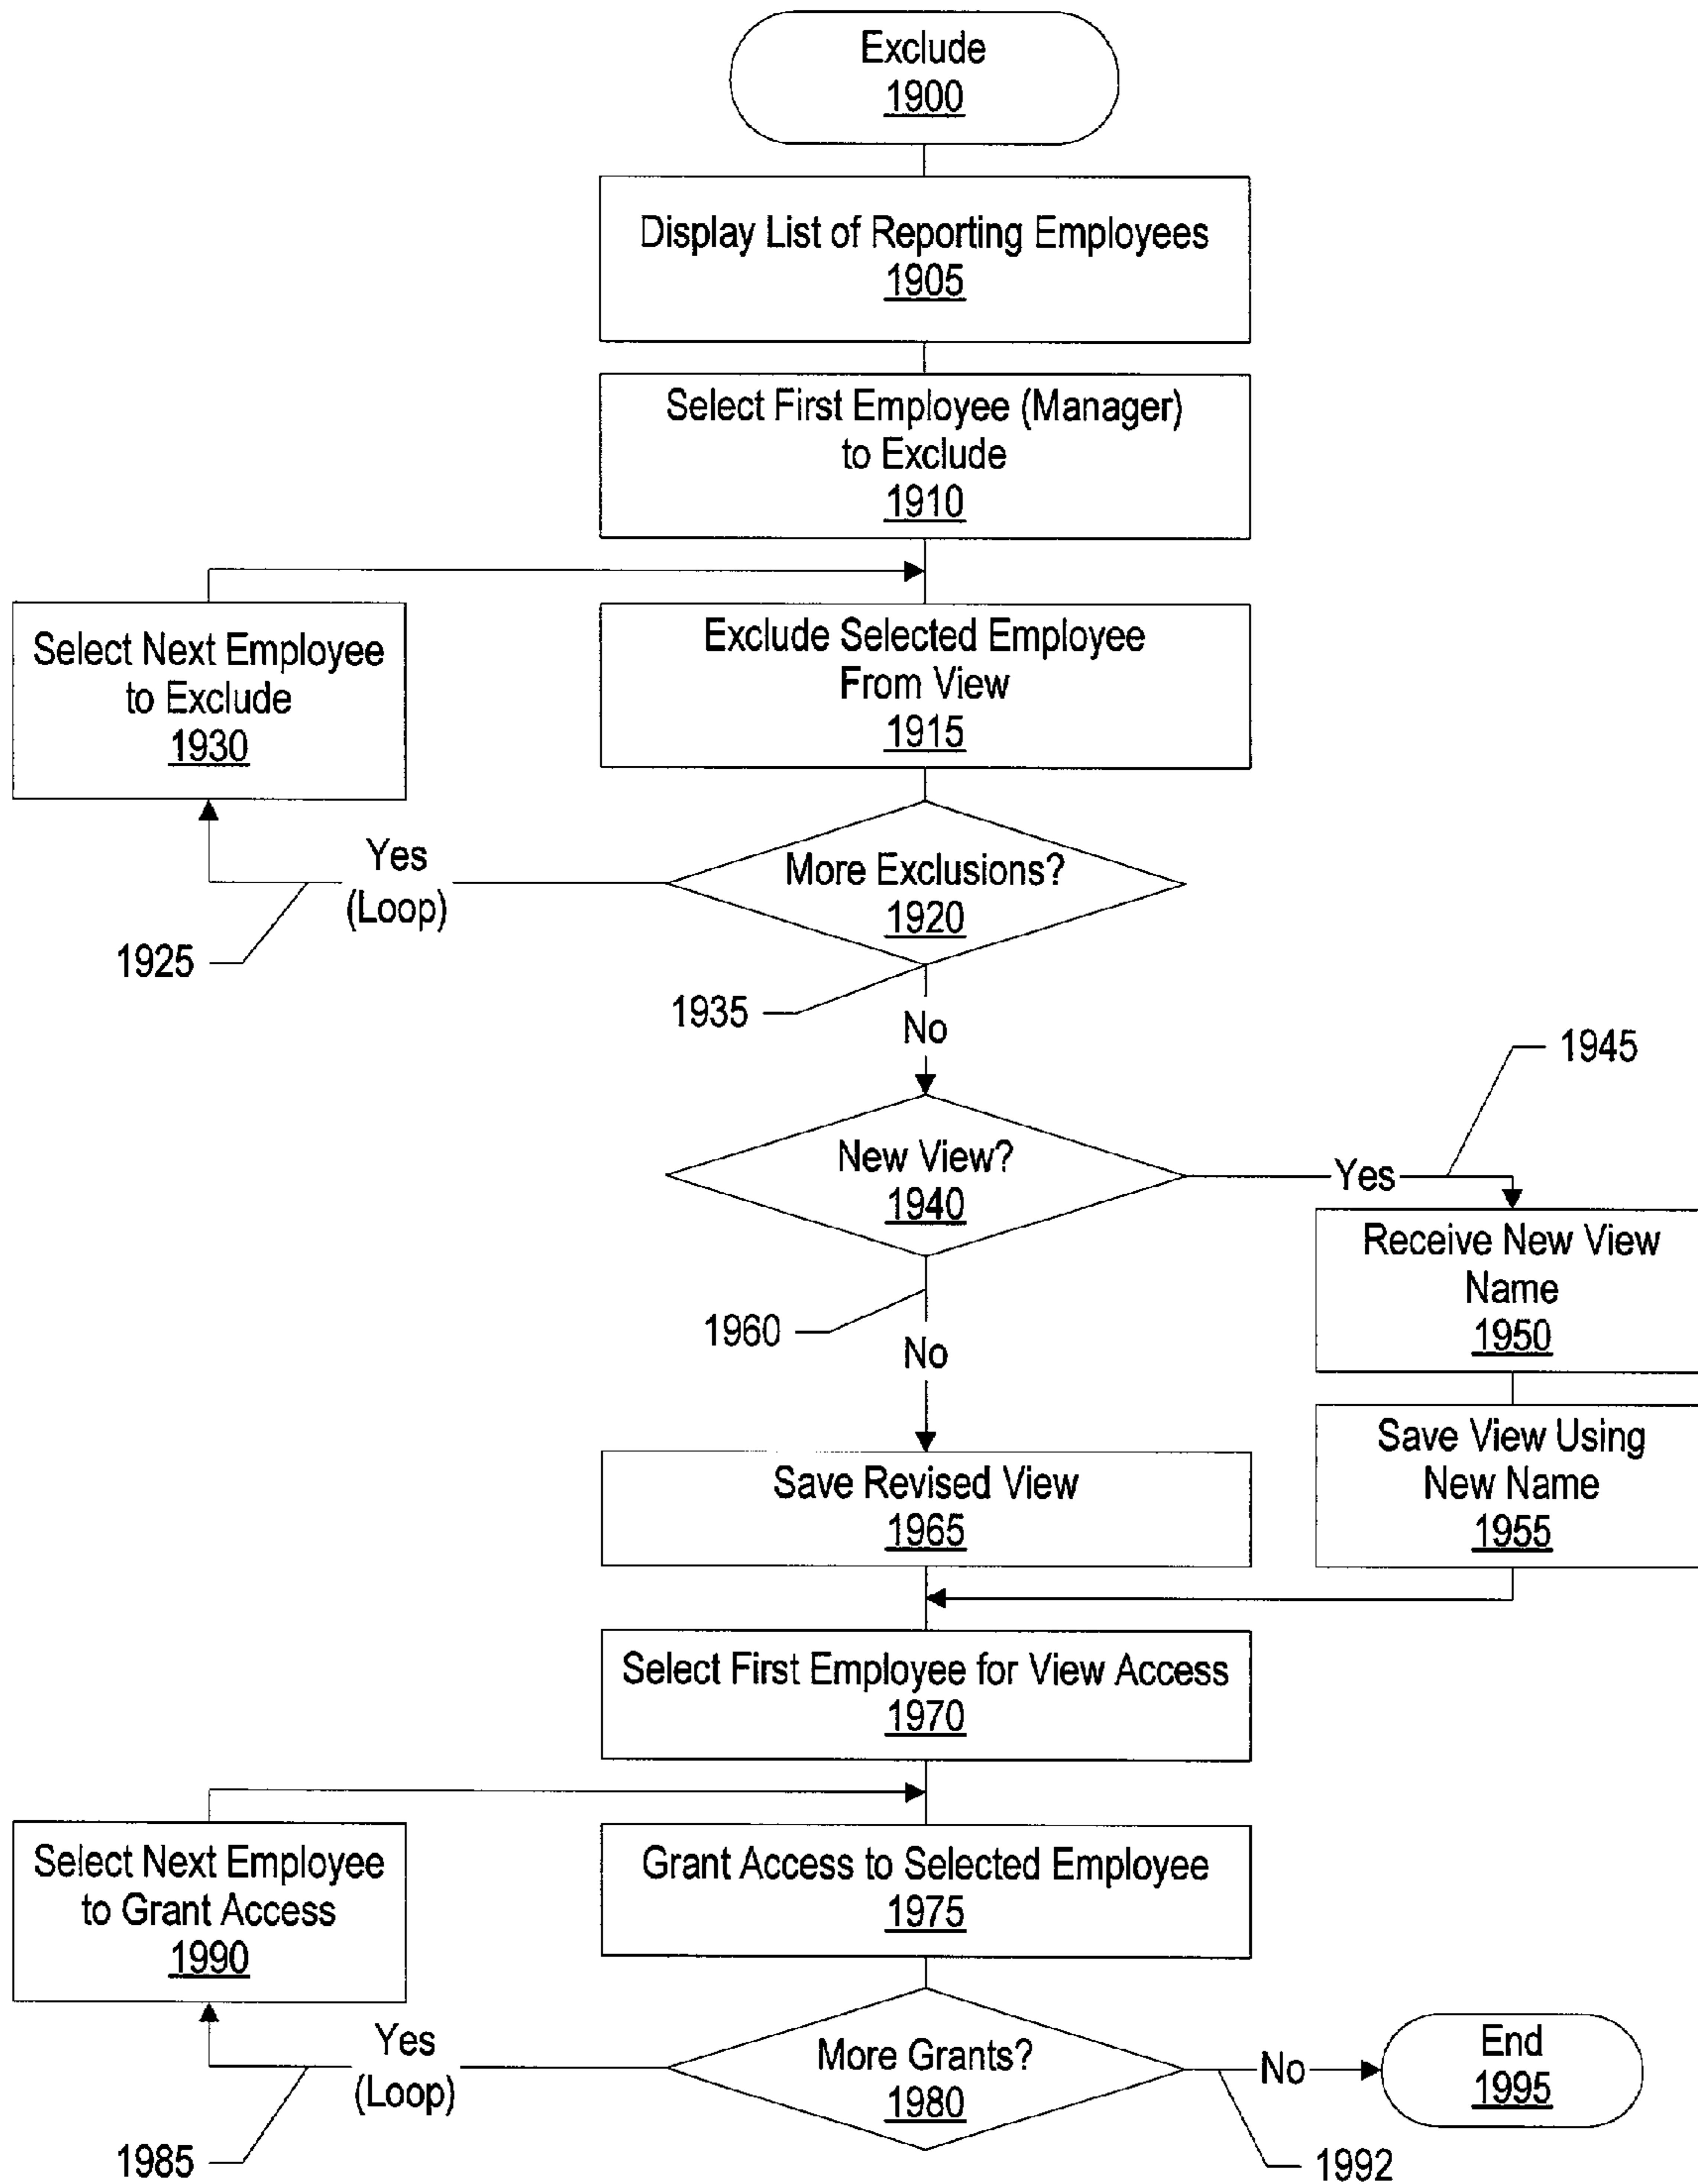 Exclude
1900
Display List of Reporting Employees
1905
Select First Employee (Manager)
to Exclude
1910
Select Next Employee
to Exclude
1930
Exclude Selected Employee
From View
1915
Yes
(Loop)
1925
More Exclusions?
1920
1935
No
1945
New View?
1940
Yes
Receive New View
Name
1950
1960
No
Save View Using
New Name
1955
Save Revised View
1965
Select First Employee for View Access
1970
Select Next Employee
to Grant Access
1990
Grant Access to Selected Employee
1975
Yes
(Loop)
1985
More Grants?
1980
No
1992
End
1995